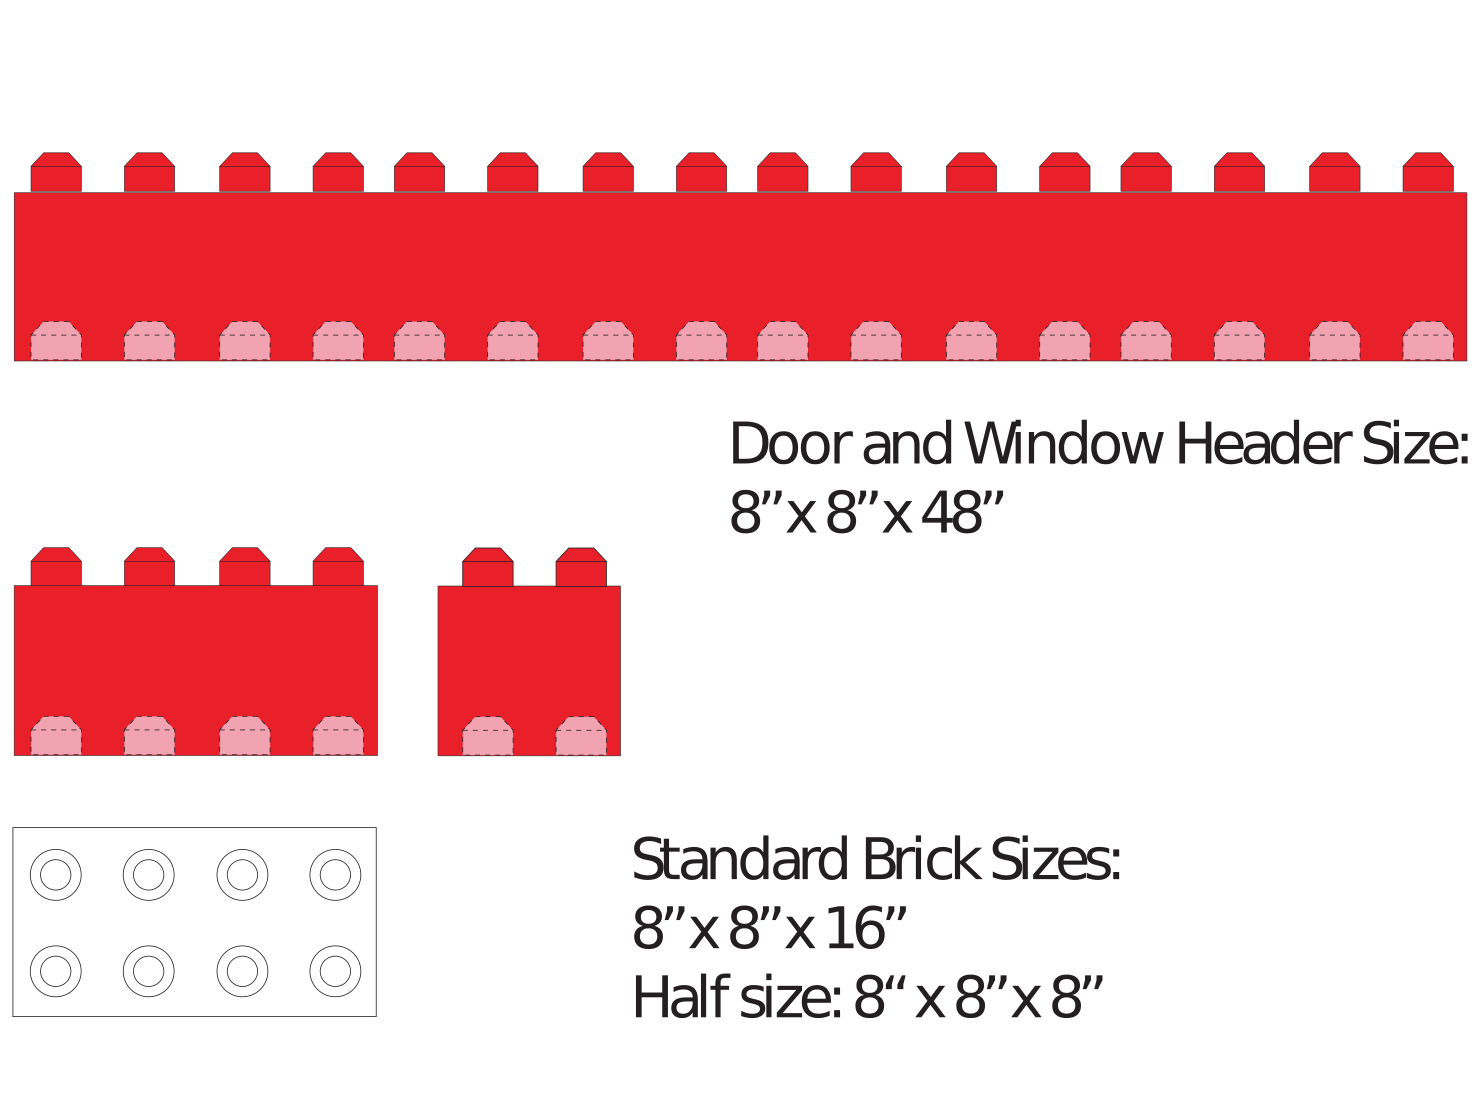 Door and Window Header Size:
8” x 8” x 48”
Standard Brick Sizes:
8” x 8” x 16”
Half size: 8“ x 8” x 8”